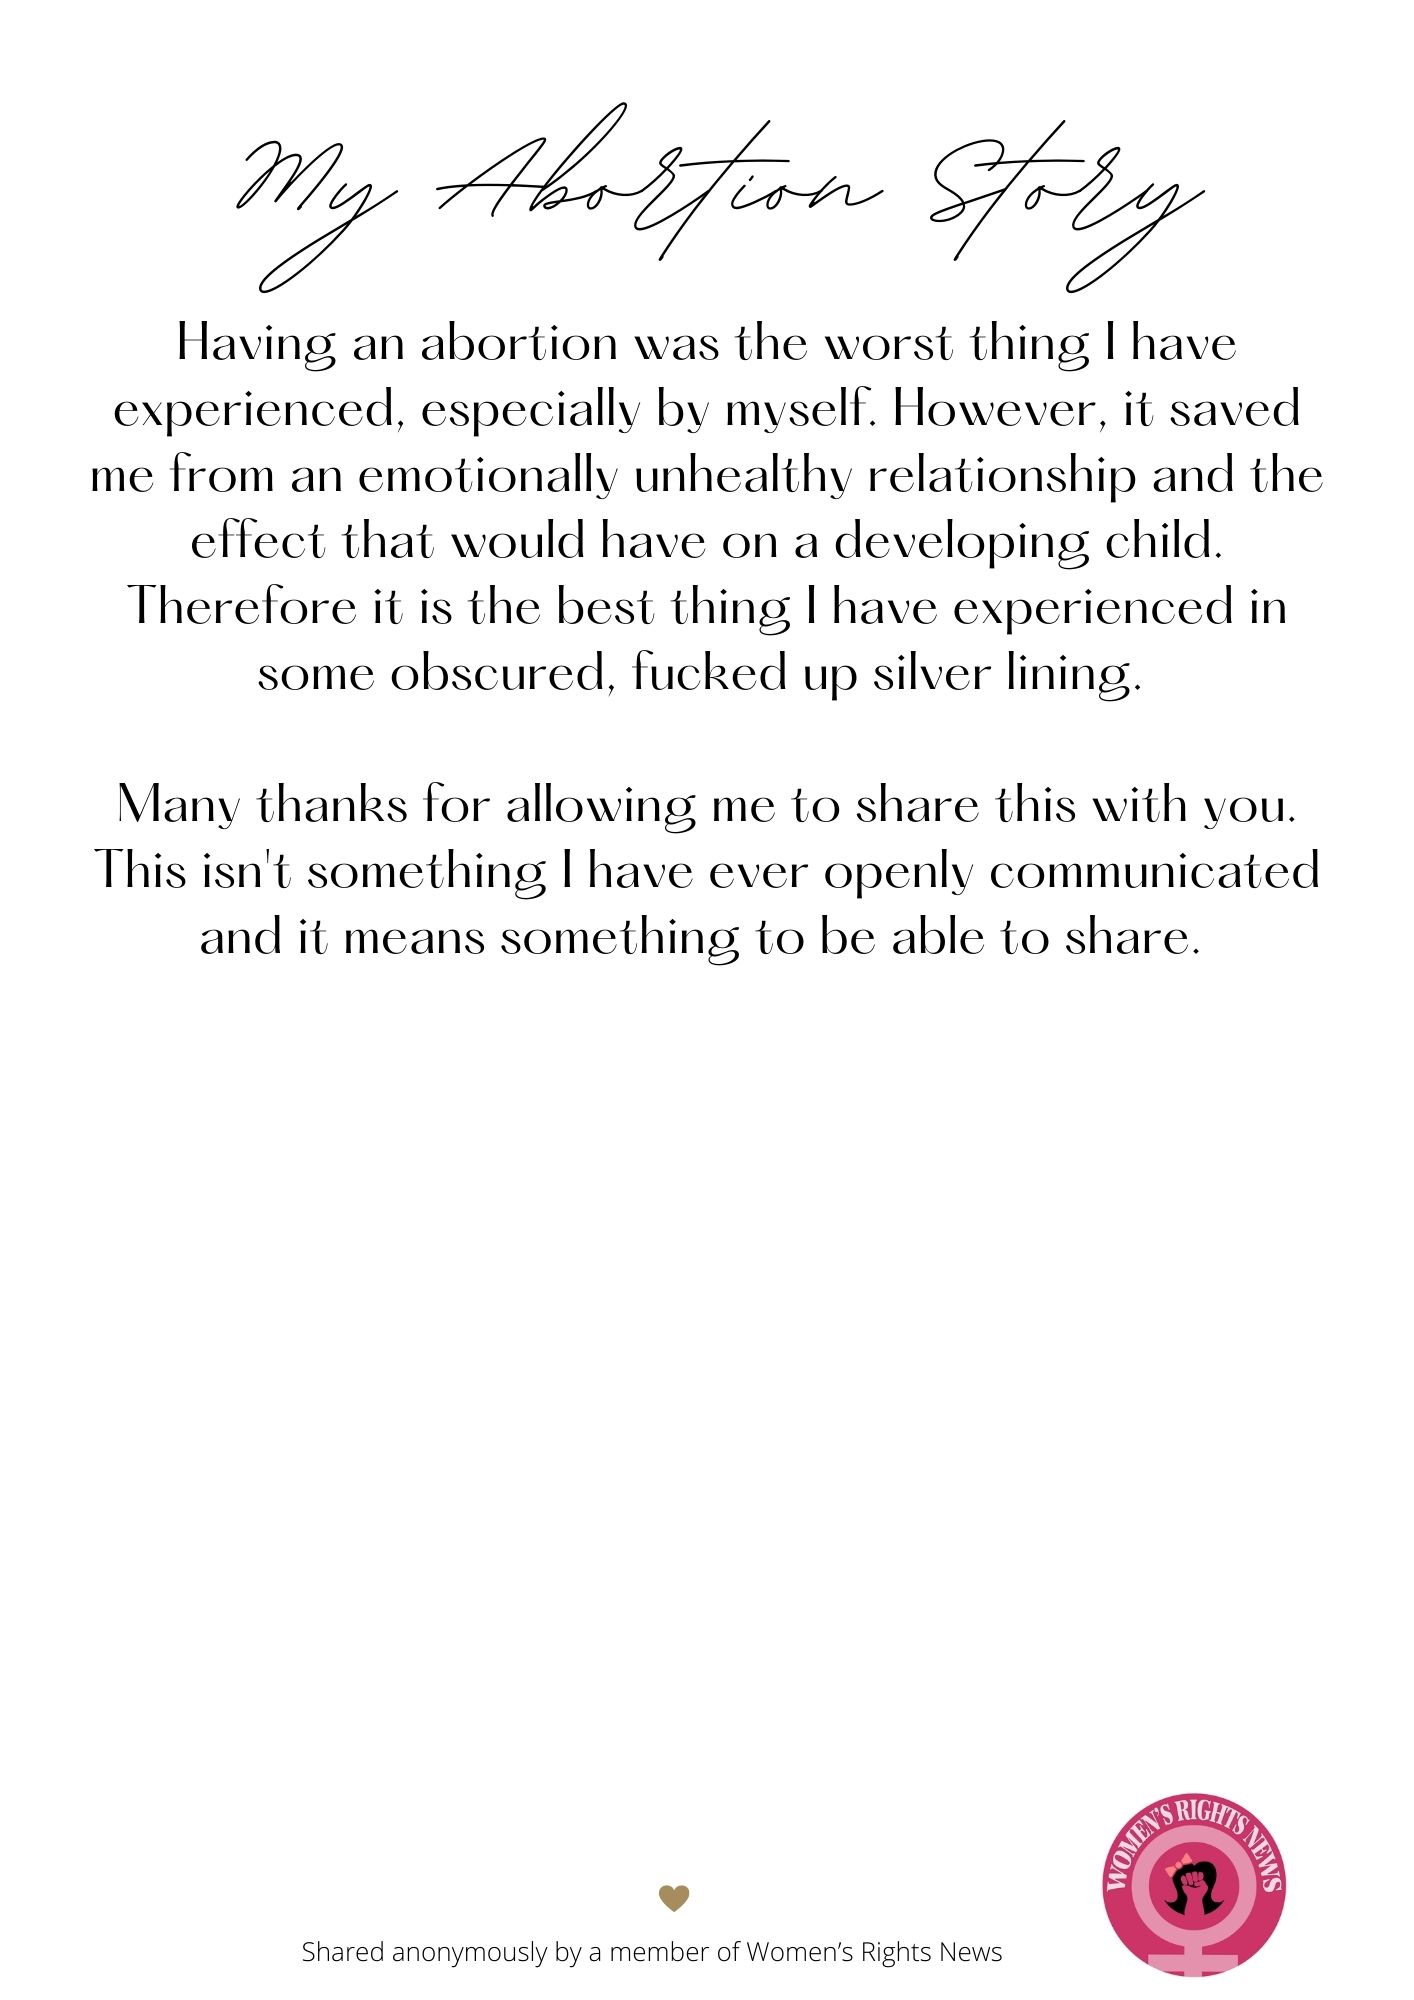 My Abortion Story
Having an abortion was the worst thing I have
experienced, especially by myself. However, it saved
me from an emotionally unhealthy relationship and the
effect that would have on a developing child.
Therefore it is the best thing I have experienced in
some obscured, fucked up silver lining.
Many thanks for allowing me to share this with you.
This isn't something I have ever openly communicated
and it means something to be able to share.
WOMEN'S RIGHTS NEWS
Shared anonymously by a member of Women’s Rights News